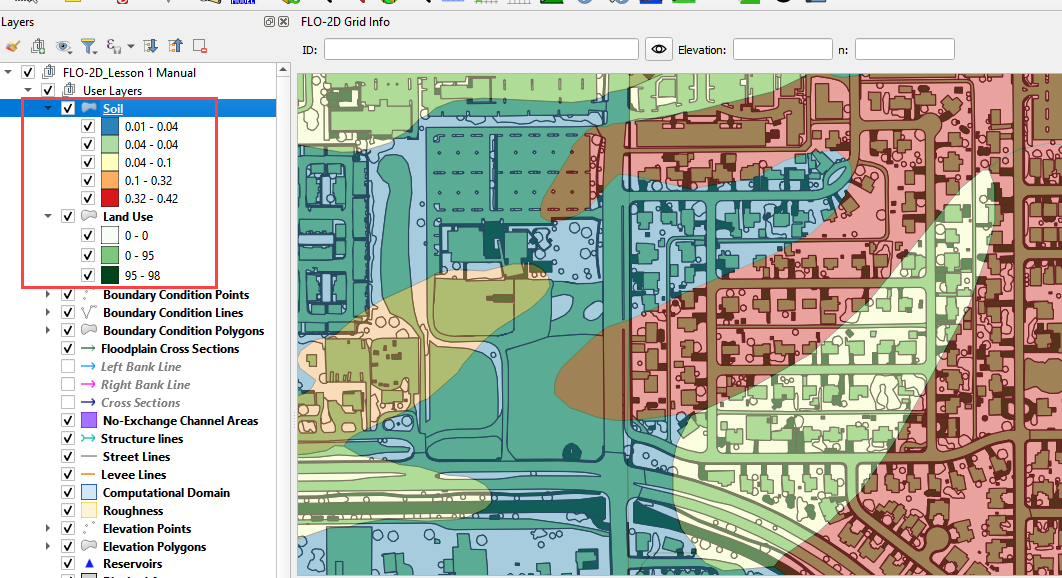 MODEL
Layers
FLO-2D Grid Info
ID:
Elevation:
n:
FLO-2D_Lesson 1 Manual
User Layers
Soil
0.01 - 0.04
0.04 - 0.04
0.04 - 0.1
0.1 - 0.32
0.32 - 0.42
Land Use
0 - 0
0 - 95
95 - 98
Boundary Condition Points
Boundary Condition Lines
Boundary Condition Polygons
Floodplain Cross Sections
Left Bank Line
Right Bank Line
Cross Sections
No-Exchange Channel Areas
Structure lines
Street Lines
Levee Lines
Computational Domain
Roughness
Elevation Points
Elevation Polygons
Reservoirs